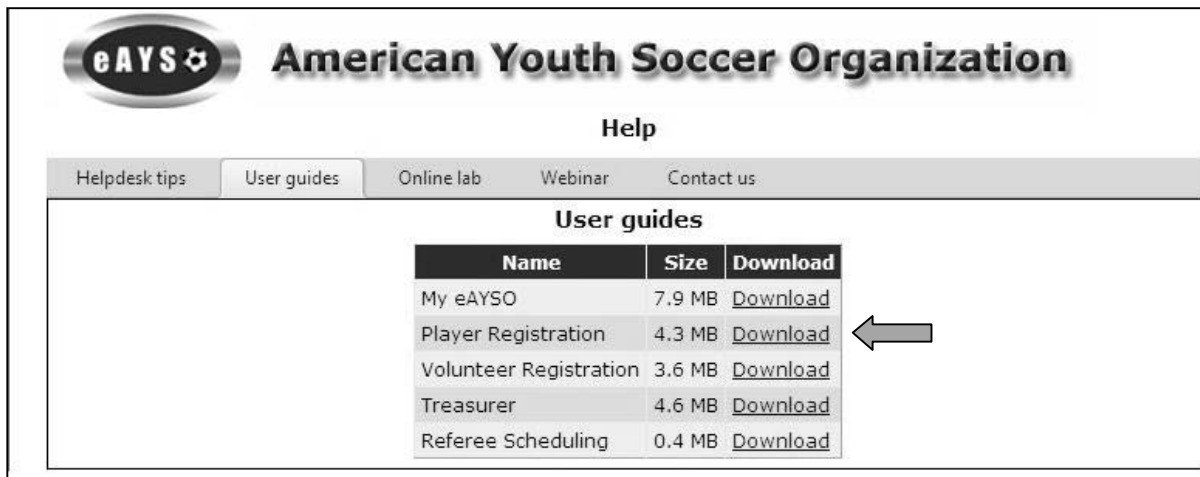 eAYSO American Youth Soccer Organization
Help
Helpdesk tips User guides Online lab Webinar Contact us
User guides
Name Size Download
My eAYSO 7.9 MB Download
Player Registration 4.3 MB Download
Volunteer Registration 3.6 MB Download
Treasurer 4.6 MB Download
Referee Scheduling 0.4 MB Download